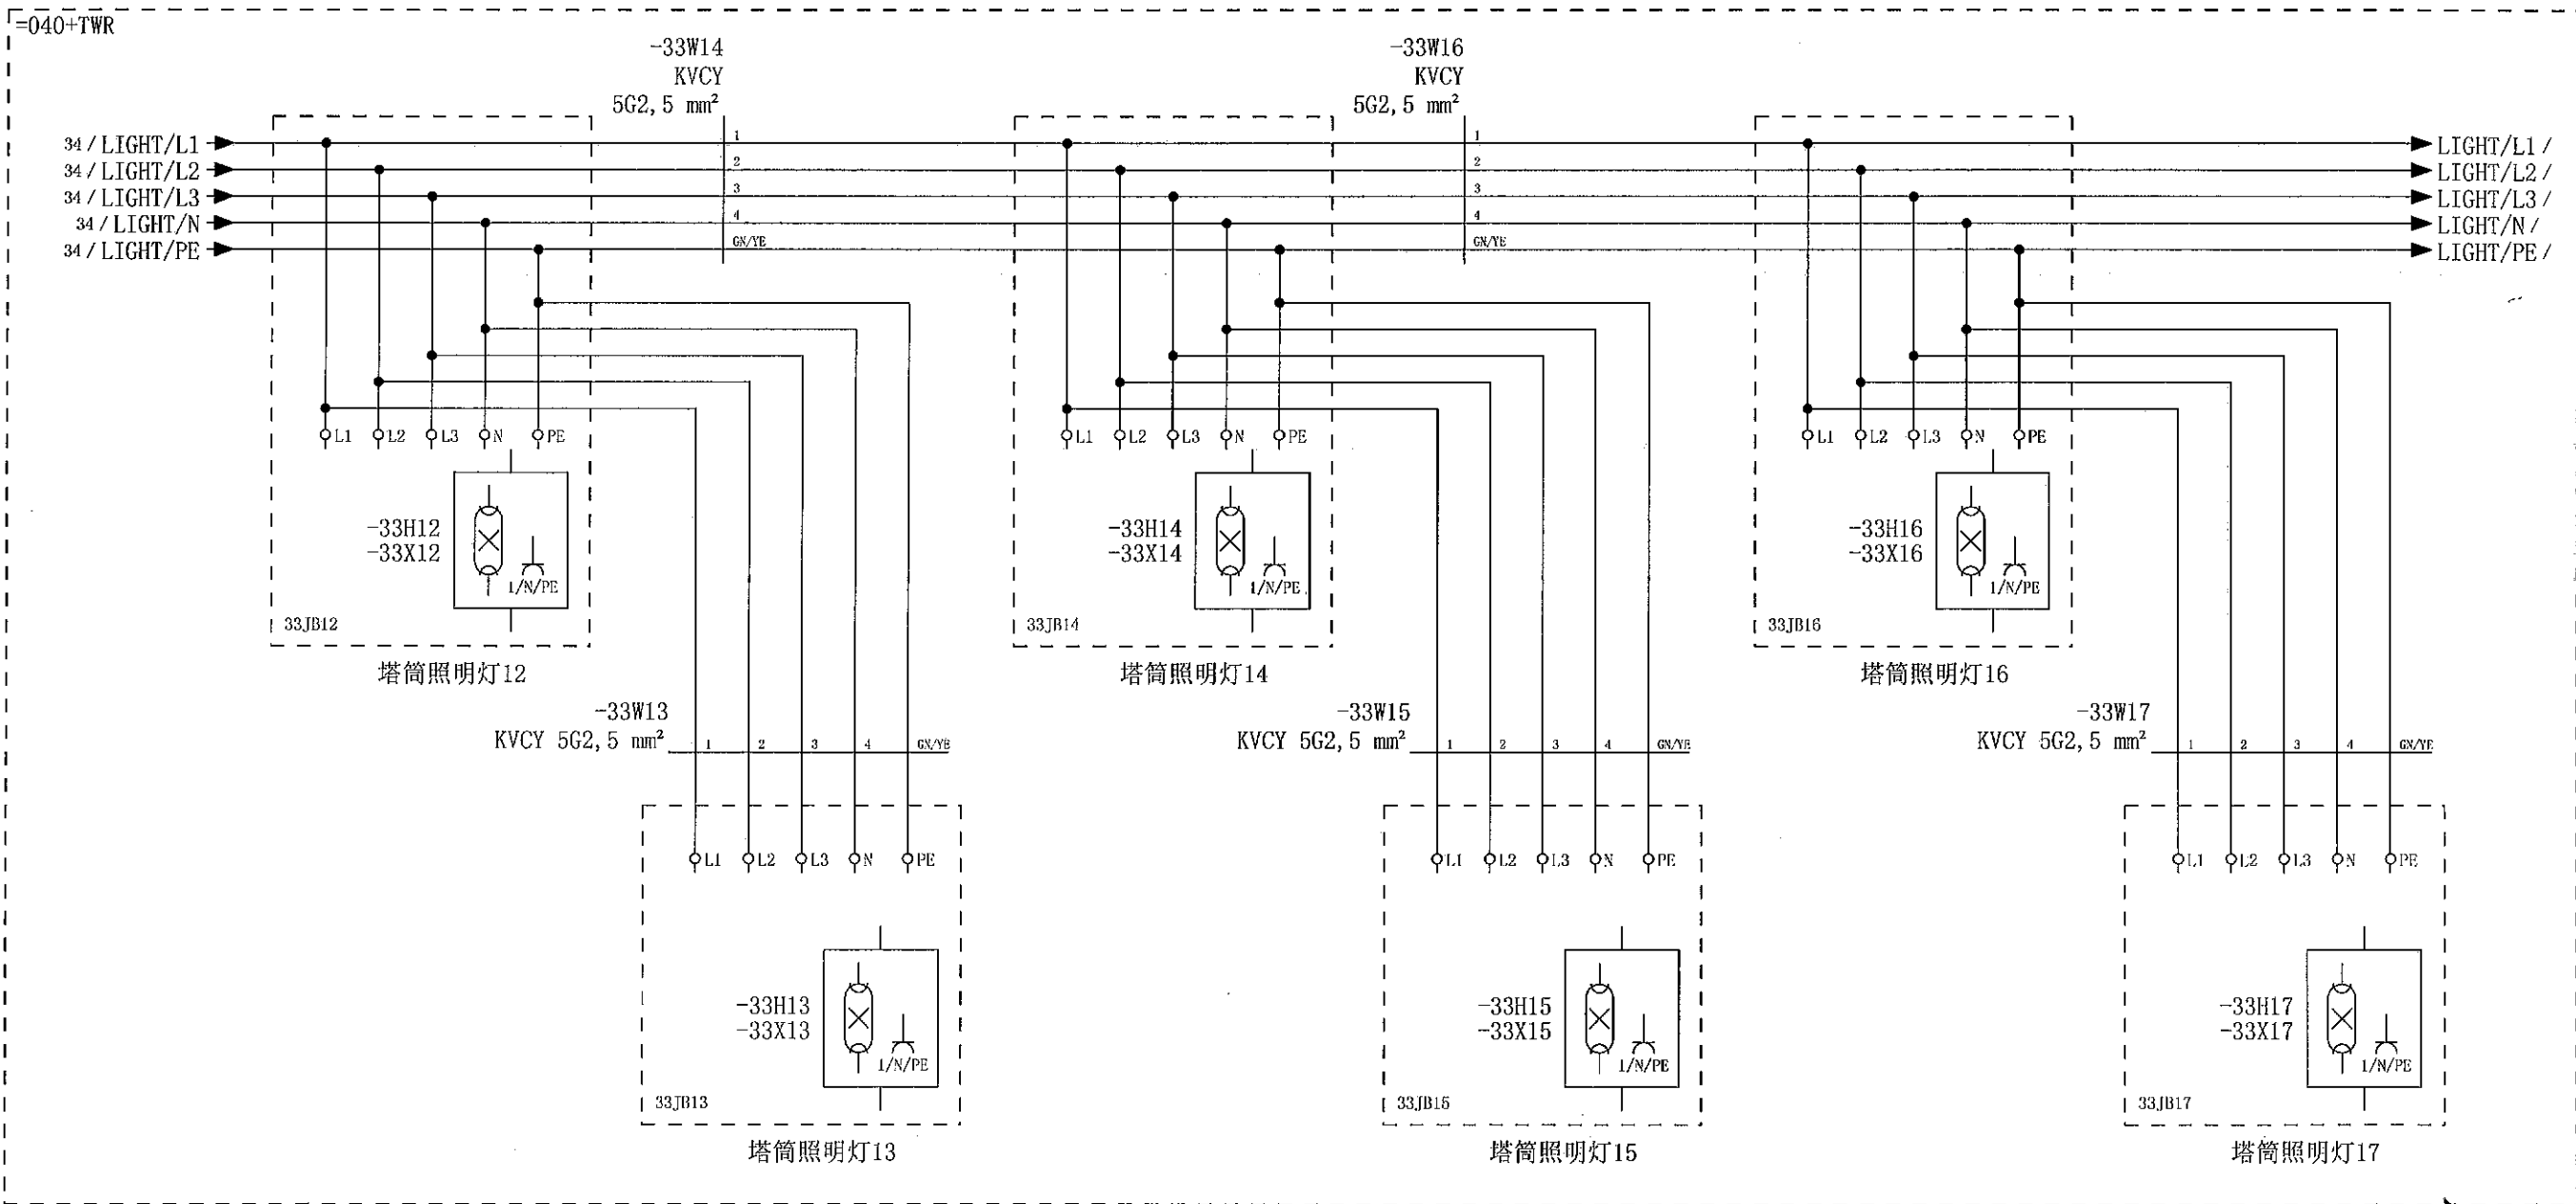 =040+TWR
-33W14
KVCY
5G2,5 mm²
-33W16
KVCY
5G2,5 mm²
34/LIGHT/L1
34/LIGHT/L2
34/LIGHT/L3
34/LIGHT/N
34/LIGHT/PE
1
2
3
4
GN/YE
1
2
3
4
GN/YE
LIGHT/L1/
LIGHT/L2/
LIGHT/L3/
LIGHT/N/
LIGHT/PE/
L1 L2 L3 N PE
-33H12
-33X12
1/N/PE
33JB12
塔筒照明灯12
L1 L2 L3 N PE
-33H14
-33X14
1/N/PE
33JB14
塔筒照明灯14
L1 L2 L3 N PE
-33H16
-33X16
1/N/PE
33JB16
塔筒照明灯16
-33W13
KVCY 5G2,5 mm²
1 2 3 4 GN/YE
L1 L2 L3 N PE
-33H13
-33X13
1/N/PE
33JB13
塔筒照明灯13
-33W15
KVCY 5G2,5 mm²
1 2 3 4 GN/YE
L1 L2 L3 N PE
-33H15
-33X15
1/N/PE
33JB15
塔筒照明灯15
-33W17
KVCY 5G2,5 mm²
1 2 3 4 GN/YE
L1 L2 L3 N PE
-33H17
-33X17
1/N/PE
33JB17
塔筒照明灯17